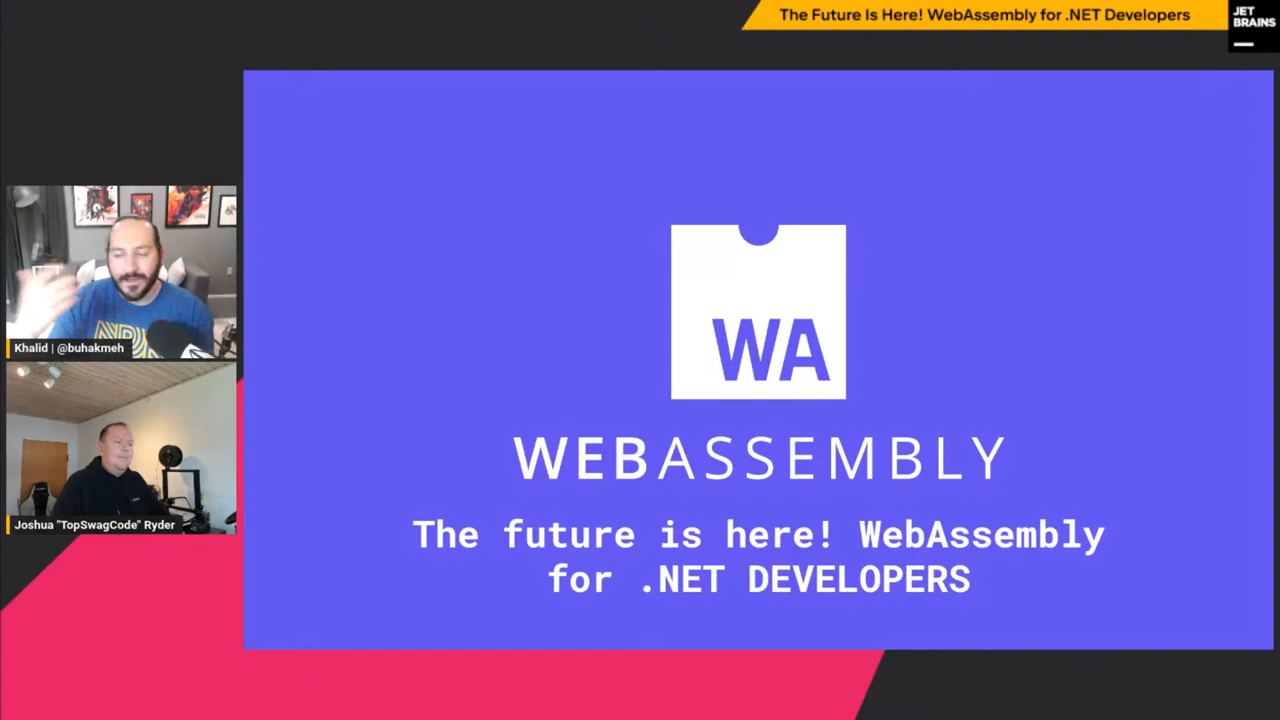 The Future Is Here! WebAssembly for .NET Developers
JET
BRAINS
Khalid | @buhakmeh
Joshua "TopSwagCode" Ryder
WA
WEBASSEMBLY
The future is here! WebAssembly
for .NET DEVELOPERS